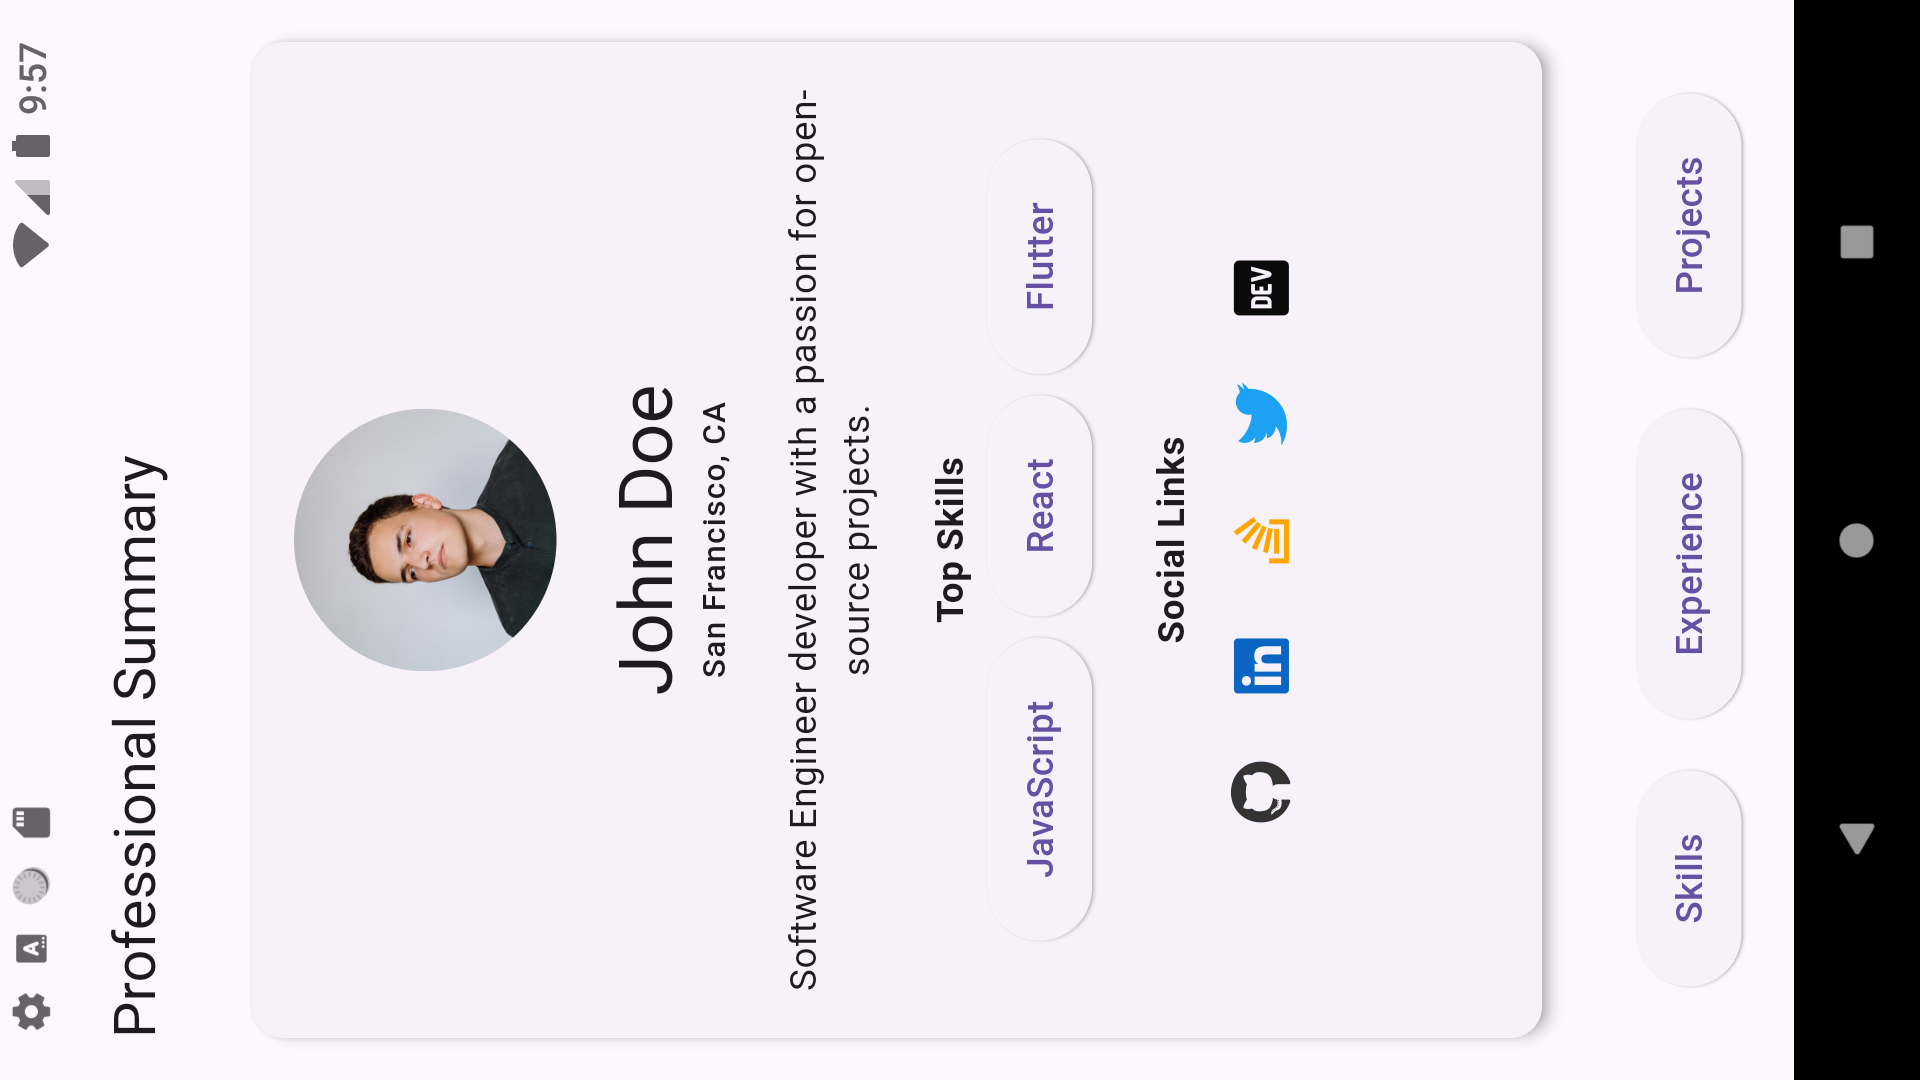 9:57
A
Professional Summary
John Doe
San Francisco, CA
Software Engineer developer with a passion for open-
source projects.
Top Skills
JavaScript React Flutter
Social Links
in DEV
Skills Experience Projects